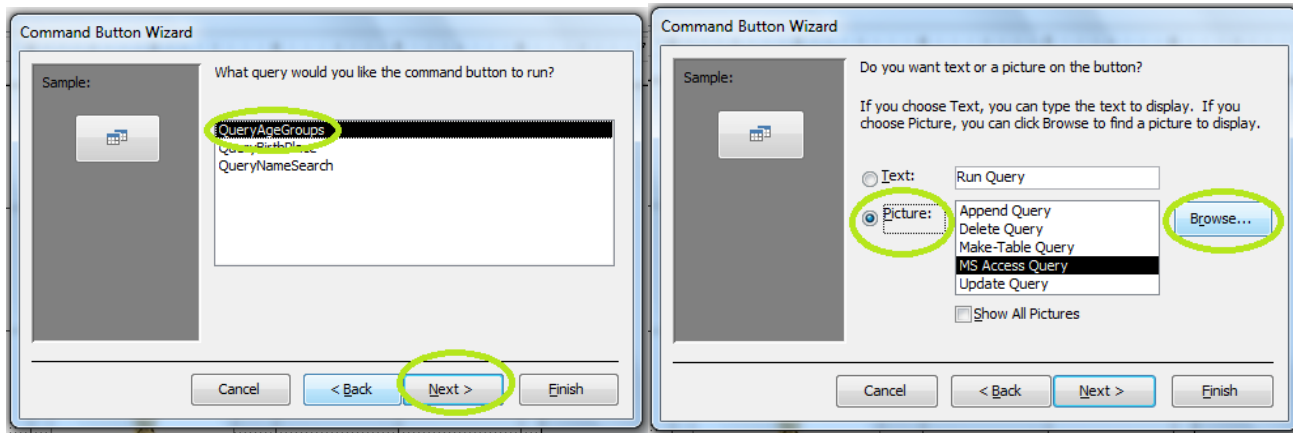 Command Button Wizard
Sample:
What query would you like the command button to run?
QueryAgeGroups
QueryBirthPlace
QueryNameSearch
Cancel
< Back
Next >
Finish
Command Button Wizard
Sample:
Do you want text or a picture on the button?
If you choose Text, you can type the text to display. If you
choose Picture, you can click Browse to find a picture to display.
Text:
Run Query
Picture:
Append Query
Delete Query
Make-Table Query
MS Access Query
Update Query
Browse...
Show All Pictures
Cancel
< Back
Next >
Finish